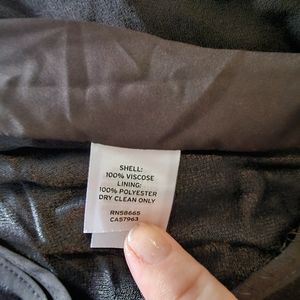 SHELL:
100% VISCOSE
LINING:
100% POLYESTER
DRY CLEAN ONLY
RN58665
CA57963